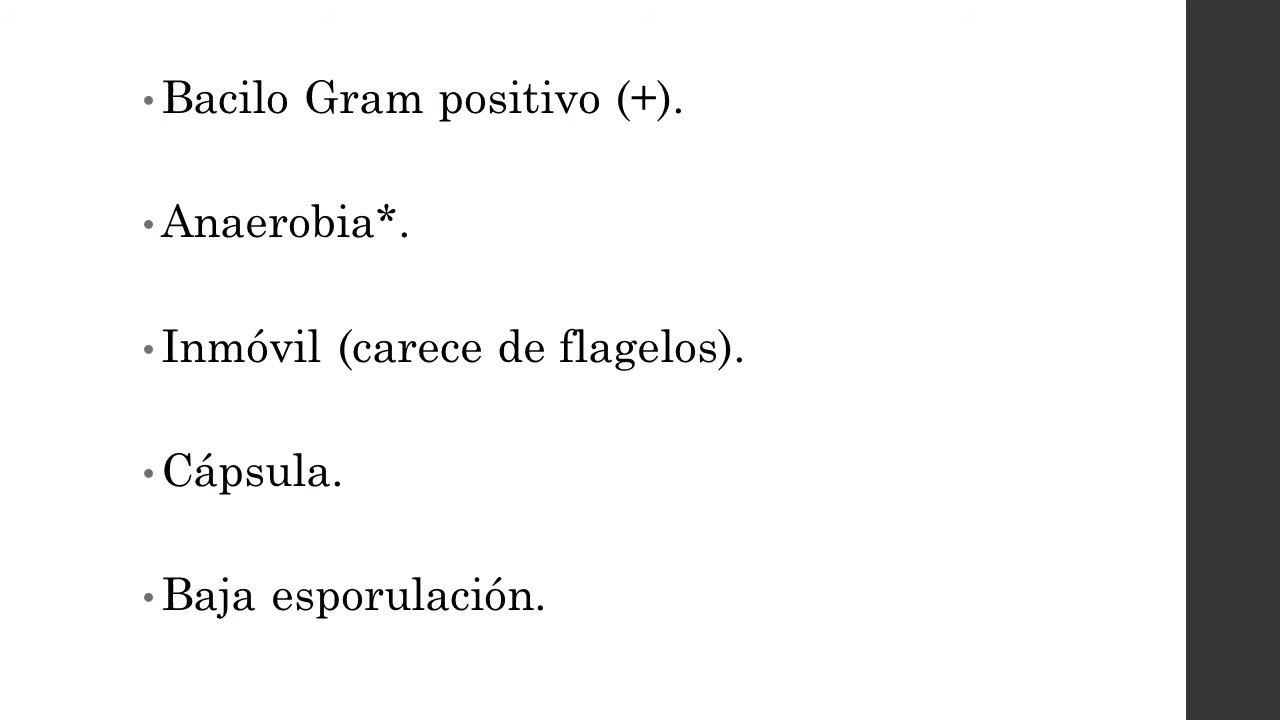 • Bacilo Gram positivo (+).
• Anaerobia*.
• Inmóvil (carece de flagelos).
• Cápsula.
• Baja esporulación.